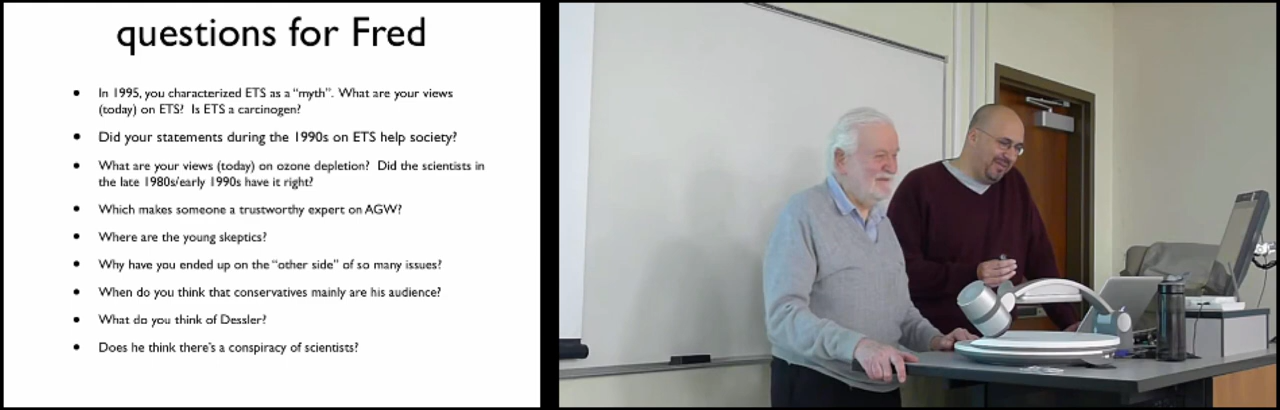 questions for Fred
In 1995, you characterized ETS as a "myth". What are your views
(today) on ETS? Is ETS a carcinogen?
Did your statements during the 1990s on ETS help society?
What are your views (today) on ozone depletion? Did the scientists in
the late 1980s/early 1990s have it right?
Which makes someone a trustworthy expert on AGW?
Where are the young skeptics?
Why have you ended up on the "other side" of so many issues?
When do you think that conservatives mainly are his audience?
What do you think of Dessler?
Does he think there's a conspiracy of scientists?